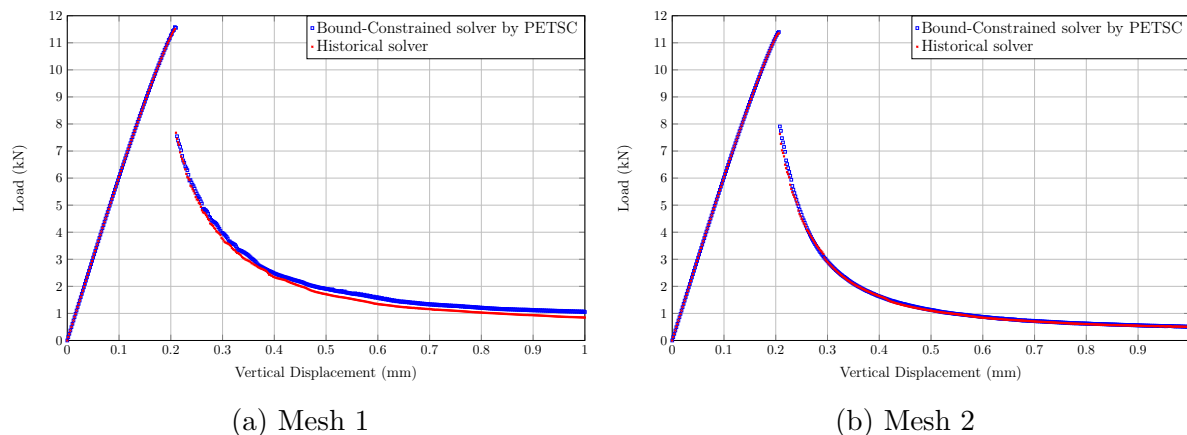 12
11
10
9
8
7
6
5
4
3
2
1
0
Load (kN)
Bound-Constrained solver by PETSC
Historical solver
0 0.1 0.2 0.3 0.4 0.5 0.6 0.7 0.8 0.9 1
Vertical Displacement (mm)
(a) Mesh 1
12
11
10
9
8
7
6
5
4
3
2
1
0
Load (kN)
Bound-Constrained solver by PETSC
Historical solver
0 0.1 0.2 0.3 0.4 0.5 0.6 0.7 0.8 0.9
Vertical Displacement (mm)
(b) Mesh 2